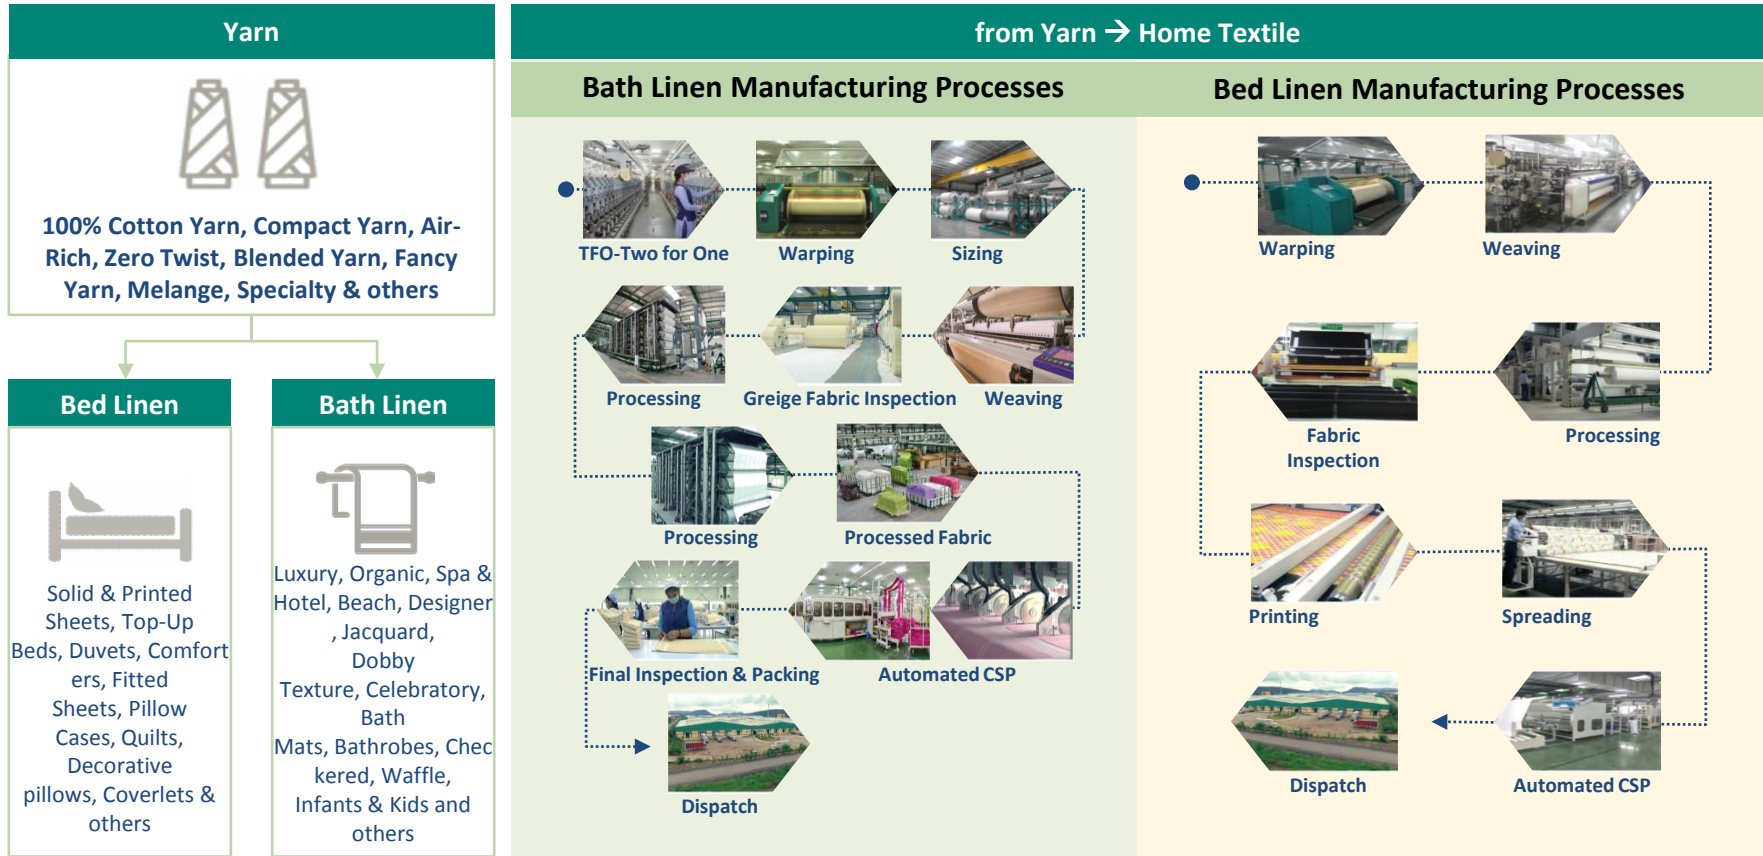 Yarn
100% Cotton Yarn, Compact Yarn, Air-
Rich, Zero Twist, Blended Yarn, Fancy
Yarn, Melange, Specialty & others
Bed Linen
Solid & Printed
Sheets, Top-Up
Beds, Duvets, Comfort
ers, Fitted
Sheets, Pillow
Cases, Quilts,
Decorative
pillows, Coverlets &
others
Bath Linen
Luxury, Organic, Spa &
Hotel, Beach, Designer
, Jacquard,
Dobby
Texture, Celebratory,
Bath
Mats, Bathrobes, Chec
kered, Waffle,
Infants & Kids and
others
from Yarn → Home Textile
Bath Linen Manufacturing Processes
TFO-Two for One
Warping
Sizing
Weaving
Greige Fabric Inspection
Processing
Processing
Processed Fabric
Automated CSP
Final Inspection & Packing
Dispatch
Bed Linen Manufacturing Processes
Warping
Weaving
Processing
Fabric
Inspection
Printing
Spreading
Automated CSP
Dispatch